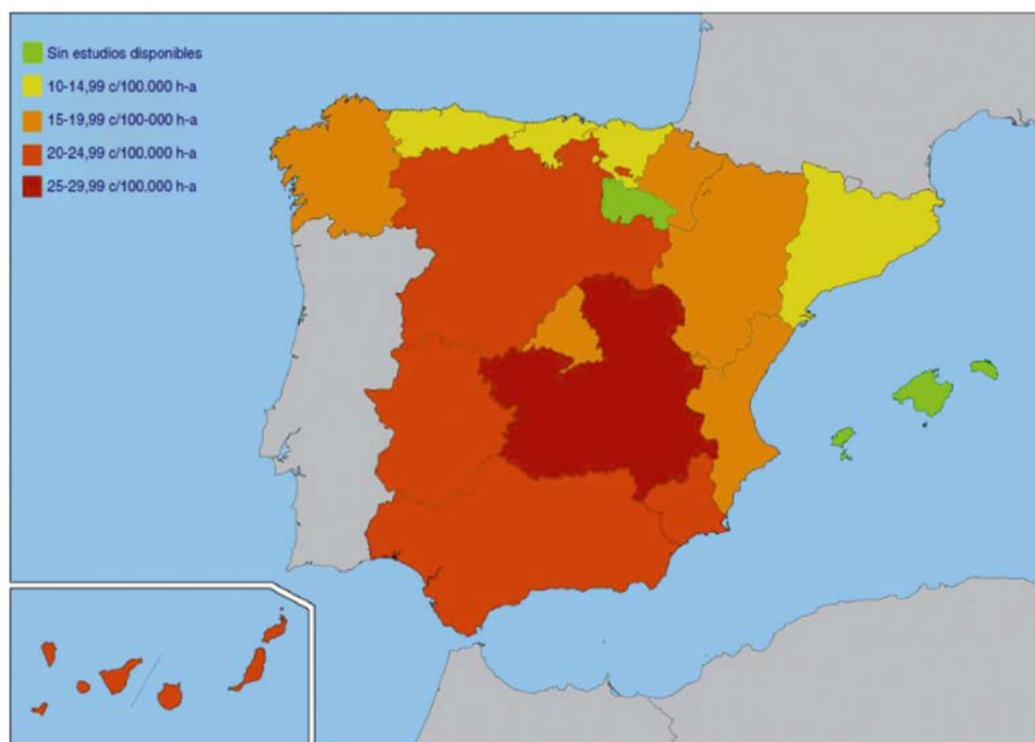 Sin estudios disponibles
10-14,99 c/100.000 h-a
15-19,99 c/100-000 h-a
20-24,99 c/100.000 h-a
25-29,99 c/100.000 h-a